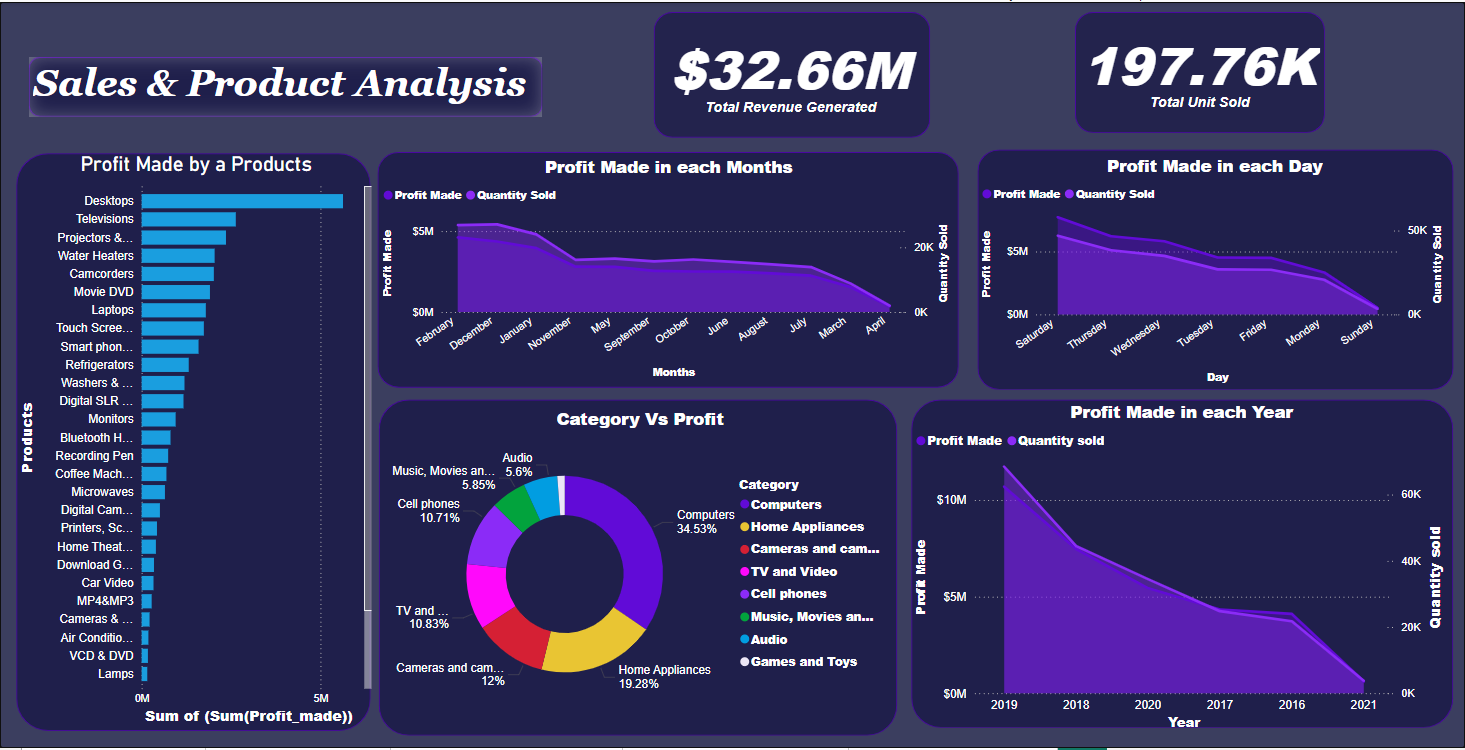 Sales & Product Analysis
$32.66M
Total Revenue Generated
197.76K
Total Unit Sold
Profit Made by a Products
Products
Desktops
Televisions
Projectors &...
Water Heaters
Camcorders
Movie DVD
Laptops
Touch Scree...
Smart phon...
Refrigerators
Washers & ...
Digital SLR ...
Monitors
Bluetooth H...
Recording Pen
Coffee Mach...
Microwaves
Digital Cam...
Printers, Sc...
Home Theat...
Download G...
Car Video
MP4&MP3
Cameras & ...
Air Conditio...
VCD & DVD
Lamps
0M
5M
Sum of (Sum(Profit_made))
Profit Made in each Months
Profit Made
Quantity Sold
Profit Made
$5M
$0M
20K
0K
Quantity Sold
February
December
January
November
May
September
October
June
August
July
March
April
Months
Profit Made in each Day
Profit Made
Quantity Sold
Profit Made
$5M
$0M
50K
0K
Quantity Sold
Saturday
Thursday
Wednesday
Tuesday
Friday
Monday
Sunday
Day
Category Vs Profit
Audio
5.6%
Music, Movies an...
5.85%
Cell phones
10.71%
TV and ...
10.83%
Cameras and cam...
12%
Home Appliances
19.28%
Computers
34.53%
Category
Computers
Home Appliances
Cameras and cam...
TV and Video
Cell phones
Music, Movies an...
Audio
Games and Toys
Profit Made in each Year
Profit Made
Quantity sold
Profit Made
$10M
$5M
$0M
60K
40K
20K
0K
Quantity sold
2019
2018
2020
2017
2016
2021
Year